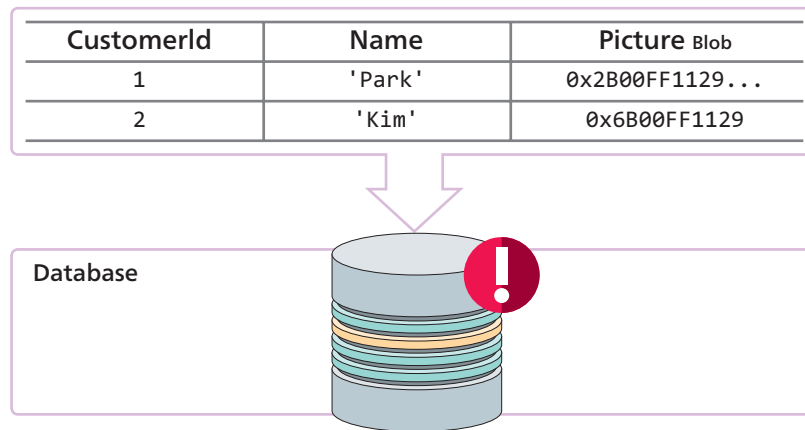 CustomerId Name Picture Blob
1 'Park' 0x2B00FF1129...
2 'Kim' 0x6B00FF1129
Database